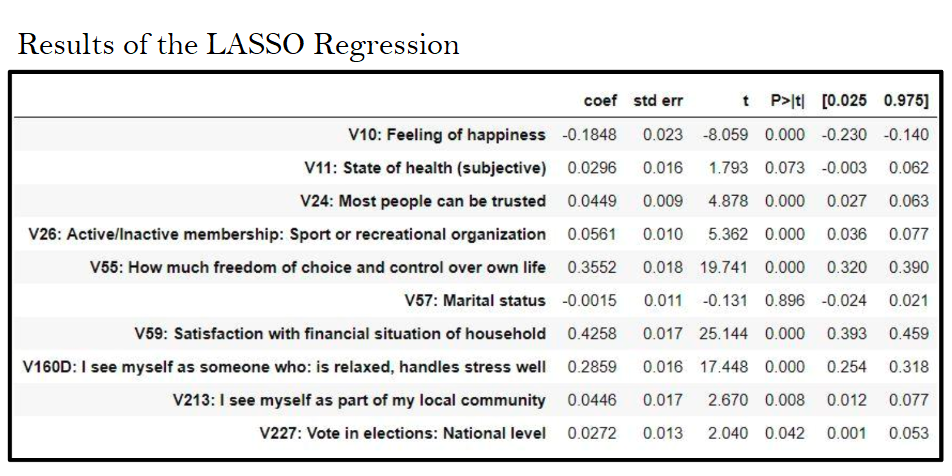 Results of the LASSO Regression
coef std err t P>|t| [0.025 0.975]
V10: Feeling of happiness -0.1848 0.023 -8.059 0.000 -0.230 -0.140
V11: State of health (subjective) 0.0296 0.016 1.793 0.073 -0.003 0.062
V24: Most people can be trusted 0.0449 0.009 4.878 0.000 0.027 0.063
V26: Active/Inactive membership: Sport or recreational organization 0.0561 0.010 5.362 0.000 0.036 0.077
V55: How much freedom of choice and control over own life 0.3552 0.018 19.741 0.000 0.320 0.390
V57: Marital status -0.0015 0.011 -0.131 0.896 -0.024 0.021
V59: Satisfaction with financial situation of household 0.4258 0.017 25.144 0.000 0.393 0.459
V160D: I see myself as someone who: is relaxed, handles stress well 0.2859 0.016 17.448 0.000 0.254 0.318
V213: I see myself as part of my local community 0.0446 0.017 2.670 0.008 0.012 0.077
V227: Vote in elections: National level 0.0272 0.013 2.040 0.042 0.001 0.053